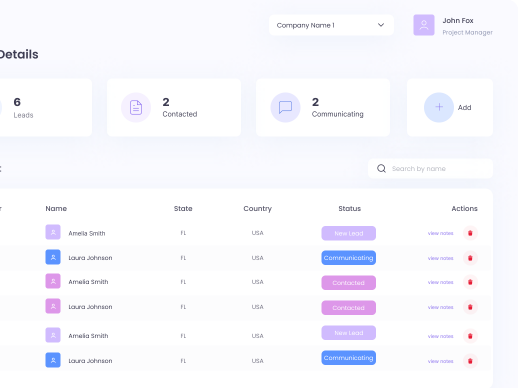 Company Name 1
John Fox
Project Manager
Details
6
Leads
2
Contacted
2
Communicating
Add
Search by name
Name State Country Status Actions
Amelia Smith FL USA New Lead view notes
Laura Johnson FL USA Communicating view notes
Amelia Smith FL USA Contacted view notes
Laura Johnson FL USA Contacted view notes
Amelia Smith FL USA New Lead view notes
Laura Johnson FL USA Communicating view notes